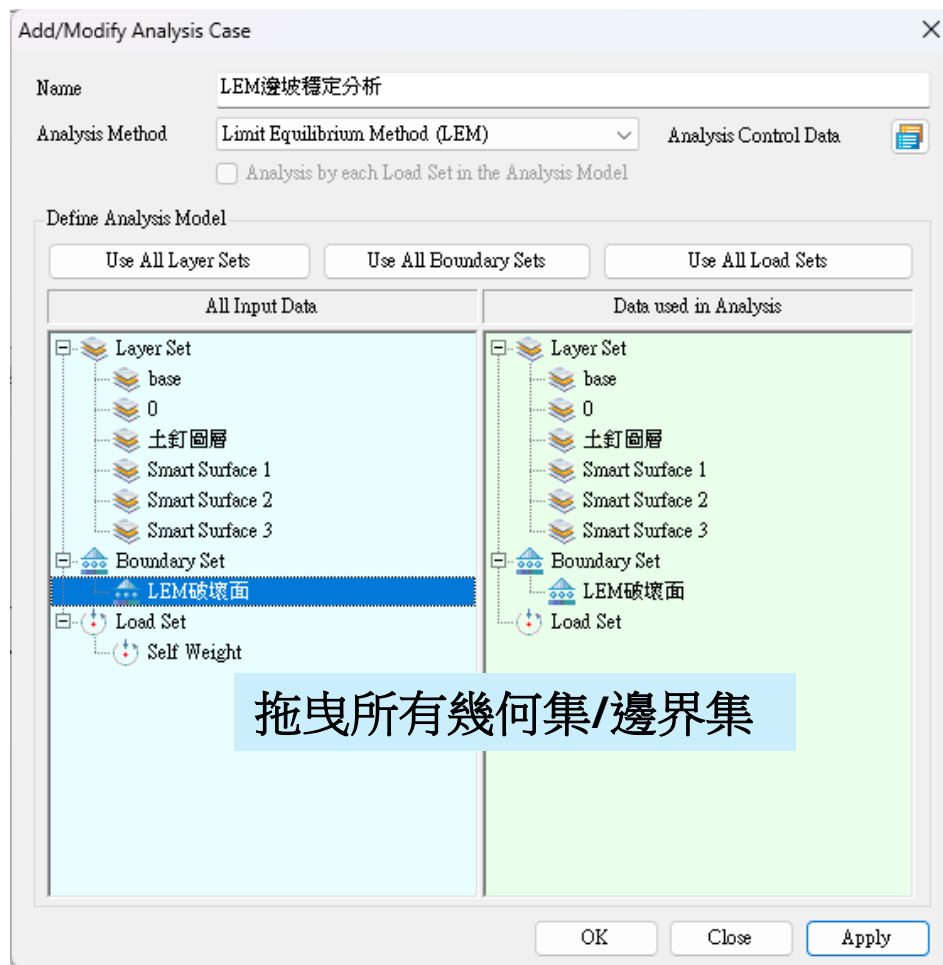 Add/Modify Analysis Case
Name LEM邊坡穩定分析
Analysis Method Limit Equilibrium Method (LEM) Analysis Control Data
Analysis by each Load Set in the Analysis Model
Define Analysis Model
Use All Layer Sets Use All Boundary Sets Use All Load Sets
All Input Data Data used in Analysis
Layer Set Layer Set
base base
0 0
土釘圖層 土釘圖層
Smart Surface 1 Smart Surface 1
Smart Surface 2 Smart Surface 2
Smart Surface 3 Smart Surface 3
Boundary Set Boundary Set
LEM破壞面 LEM破壞面
Load Set Load Set
Self Weight
拖曳所有幾何集/邊界集
OK Close Apply